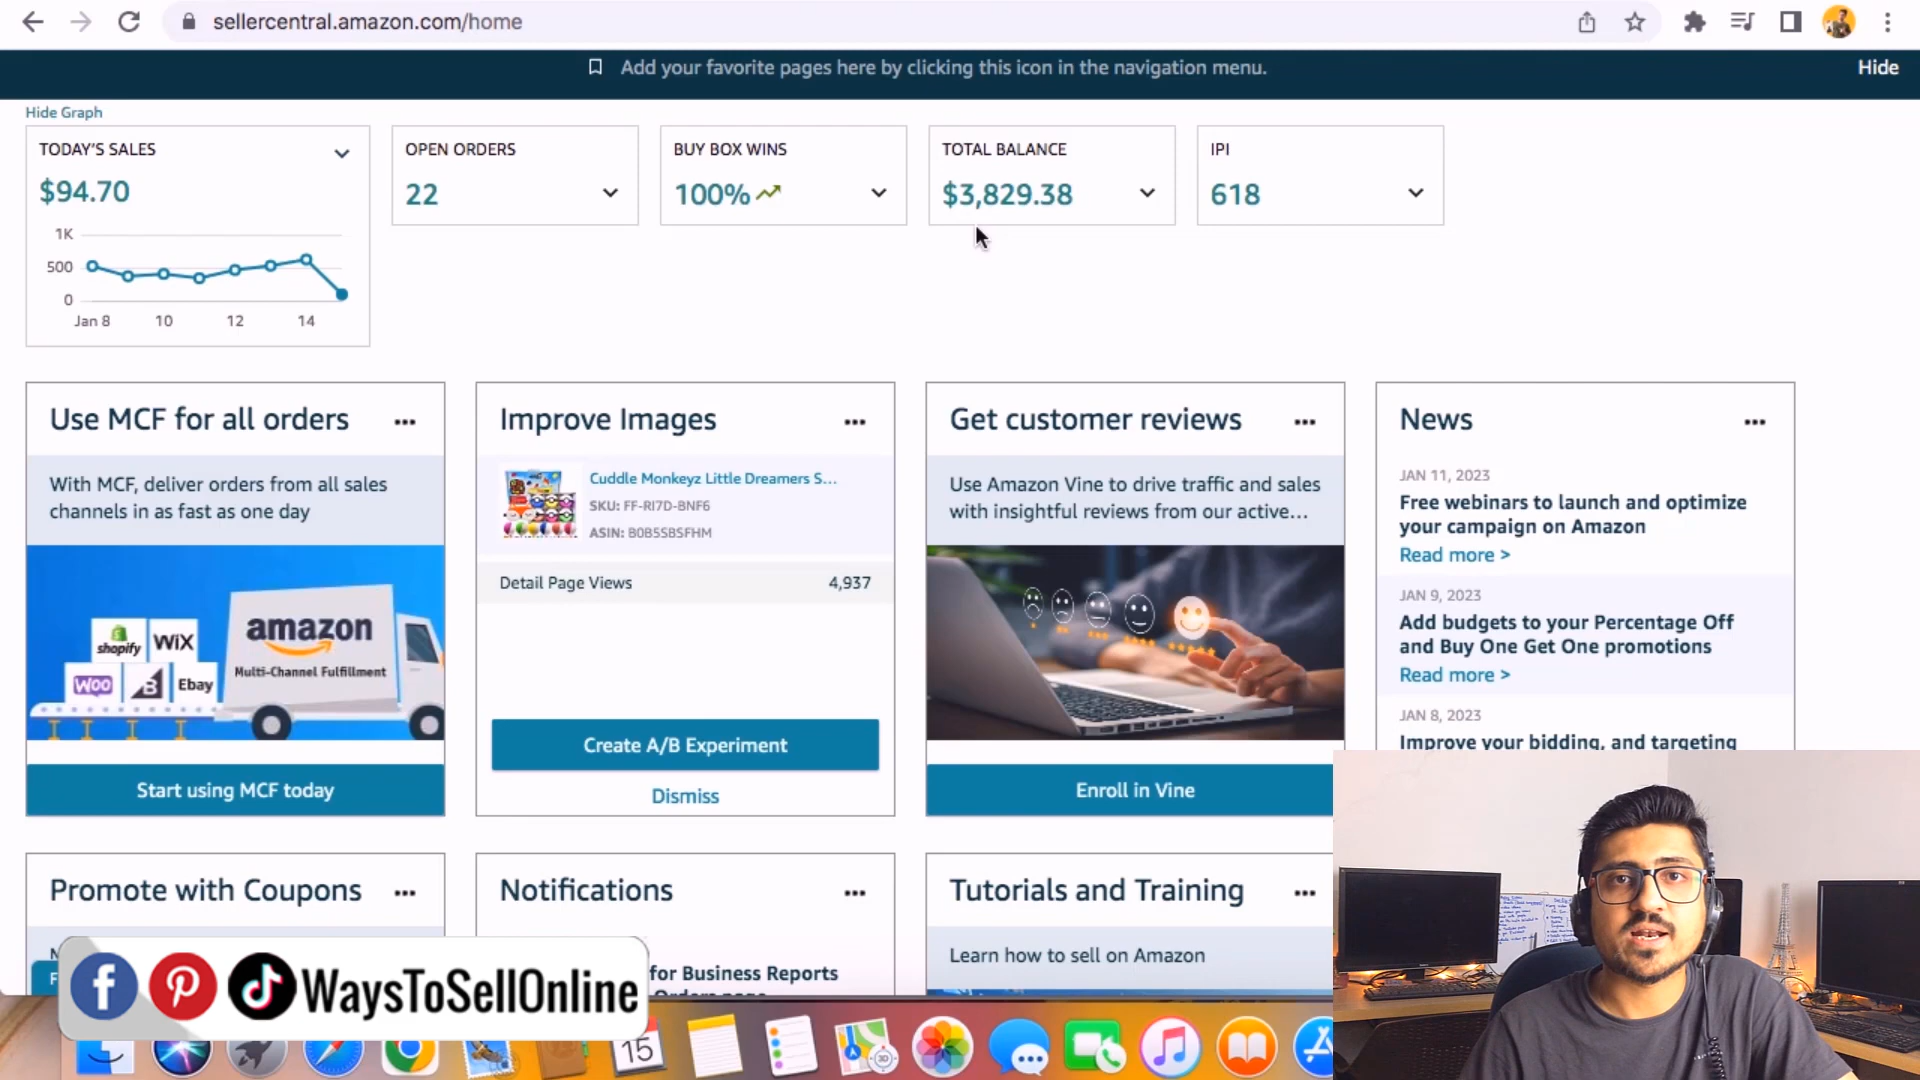 sellercentral.amazon.com/home
Add your favorite pages here by clicking this icon in the navigation menu.
Hide
Hide Graph
TODAY'S SALES
$94.70
1K
500
0
Jan 8
10
12
14
OPEN ORDERS
22
BUY BOX WINS
100%
TOTAL BALANCE
$3,829.38
IPI
618
Use MCF for all orders
With MCF, deliver orders from all sales
channels in as fast as one day
shopify
WiX
Woo
B
Ebay
amazon
Multi-Channel Fulfillment
Start using MCF today
Improve Images
Cuddle Monkeyz Little Dreamers S...
SKU: FF-RI7D-BNF6
ASIN: B0B5SBSFHM
Detail Page Views
4,937
Create A/B Experiment
Dismiss
Get customer reviews
Use Amazon Vine to drive traffic and sales
with insightful reviews from our active...
Enroll in Vine
News
JAN 11, 2023
Free webinars to launch and optimize
your campaign on Amazon
Read more >
JAN 9, 2023
Add budgets to your Percentage Off
and Buy One Get One promotions
Read more >
JAN 8, 2023
Improve your bidding, and targeting
Promote with Coupons
Notifications
for Business Reports
Tutorials and Training
Learn how to sell on Amazon
WaysToSellOnline
15